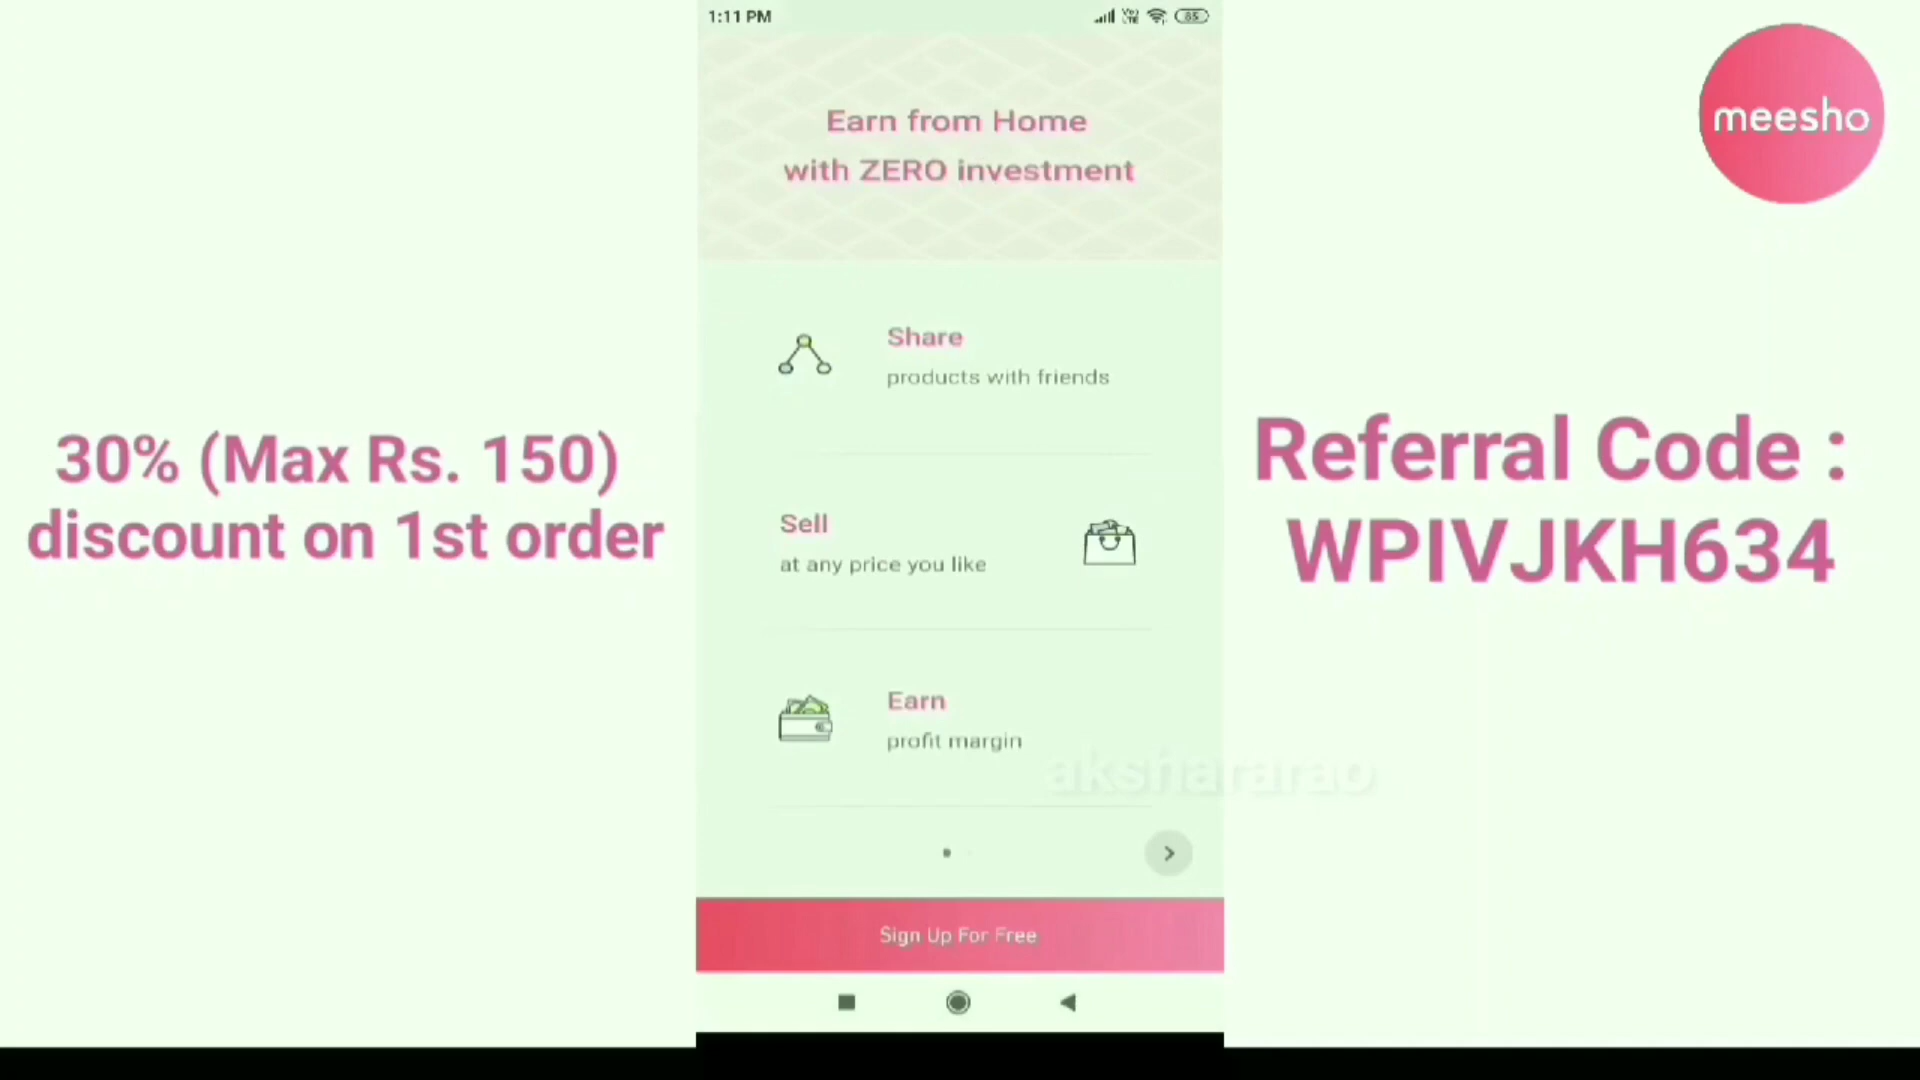 1:11 PM
85
meesho
Earn from Home
with ZERO investment
Share
products with friends
30% (Max Rs. 150)
discount on 1st order
Referral Code :
WPIVJKH634
Sell
at any price you like
Earn
profit margin
akshararao
Sign Up For Free